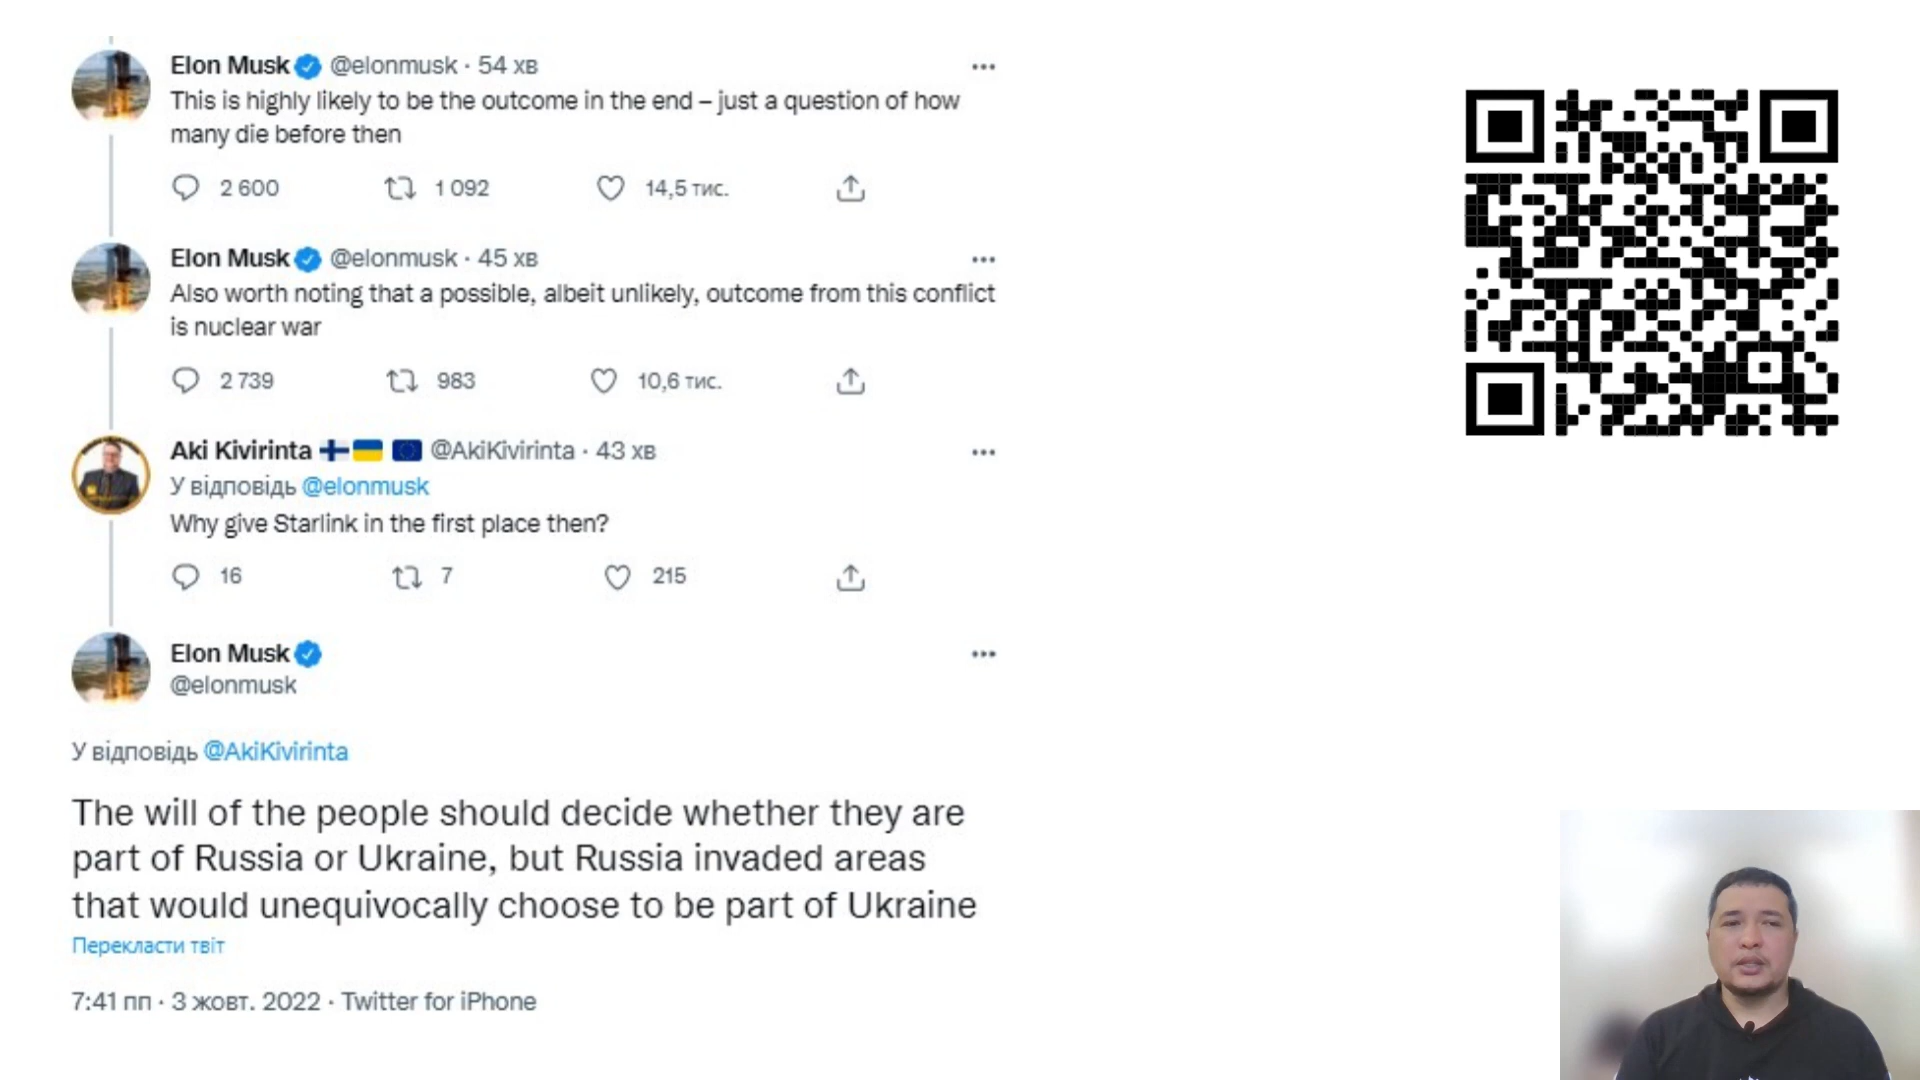 Elon Musk @elonmusk · 54 хв
This is highly likely to be the outcome in the end – just a question of how
many die before then
2 600 1 092 14,5 тис.
Elon Musk @elonmusk · 45 хв
Also worth noting that a possible, albeit unlikely, outcome from this conflict
is nuclear war
2 739 983 10,6 тис.
Aki Kivirinta @AkiKivirinta · 43 хв
У відповідь @elonmusk
Why give Starlink in the first place then?
16 7 215
Elon Musk
@elonmusk
У відповідь @AkiKivirinta
The will of the people should decide whether they are
part of Russia or Ukraine, but Russia invaded areas
that would unequivocally choose to be part of Ukraine
Перекласти твіт
7:41 пп · 3 жовт. 2022 · Twitter for iPhone